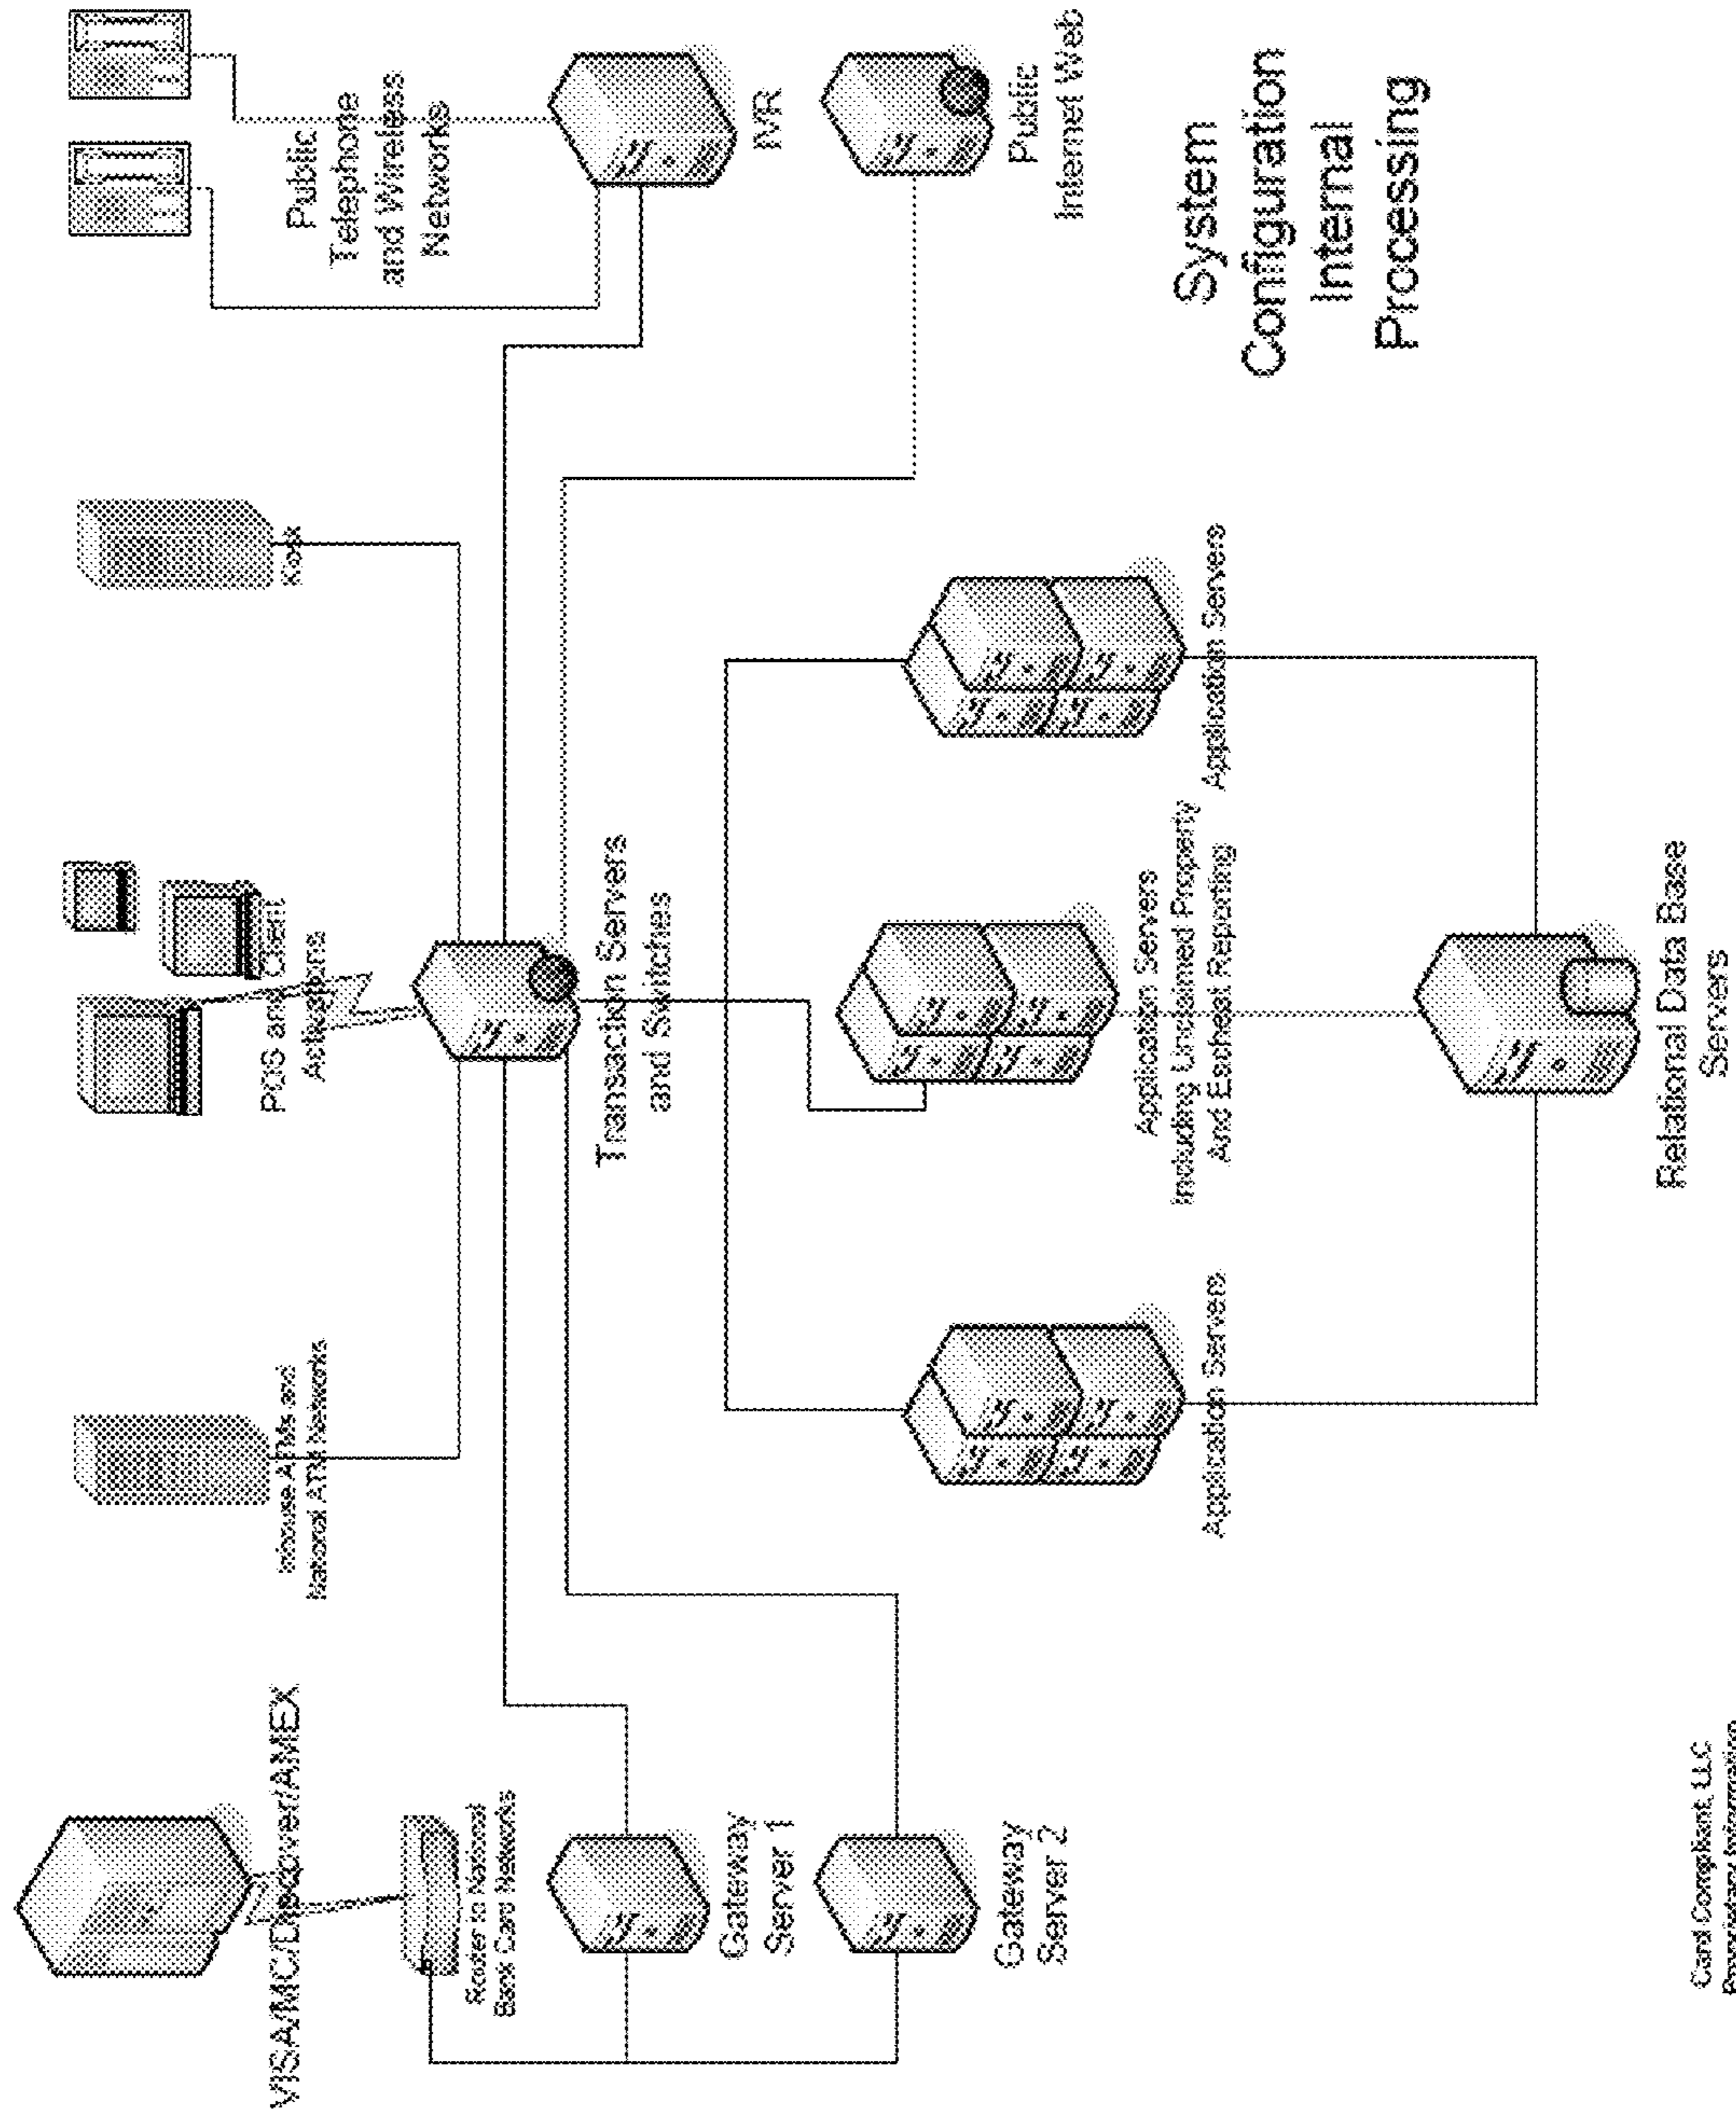 VISA/MC/Discover/AMEX
Router to National
Bank Card Networks
Gateway
Server 1
Gateway
Server 2
Inhouse ATMs and
National ATM Networks
POS and Client
Activations
Kiosk
Public
Telephone
and Wireless
Networks
IVR
Public
Internet Web
Transaction Servers
and Switches
Application Servers
Application Servers
Including Unclaimed Property
And Escheat Reporting
Application Servers
Relational Data Base
Servers
System
Configuration
Internal
Processing
Card Compliant, LLC
Proprietary Information